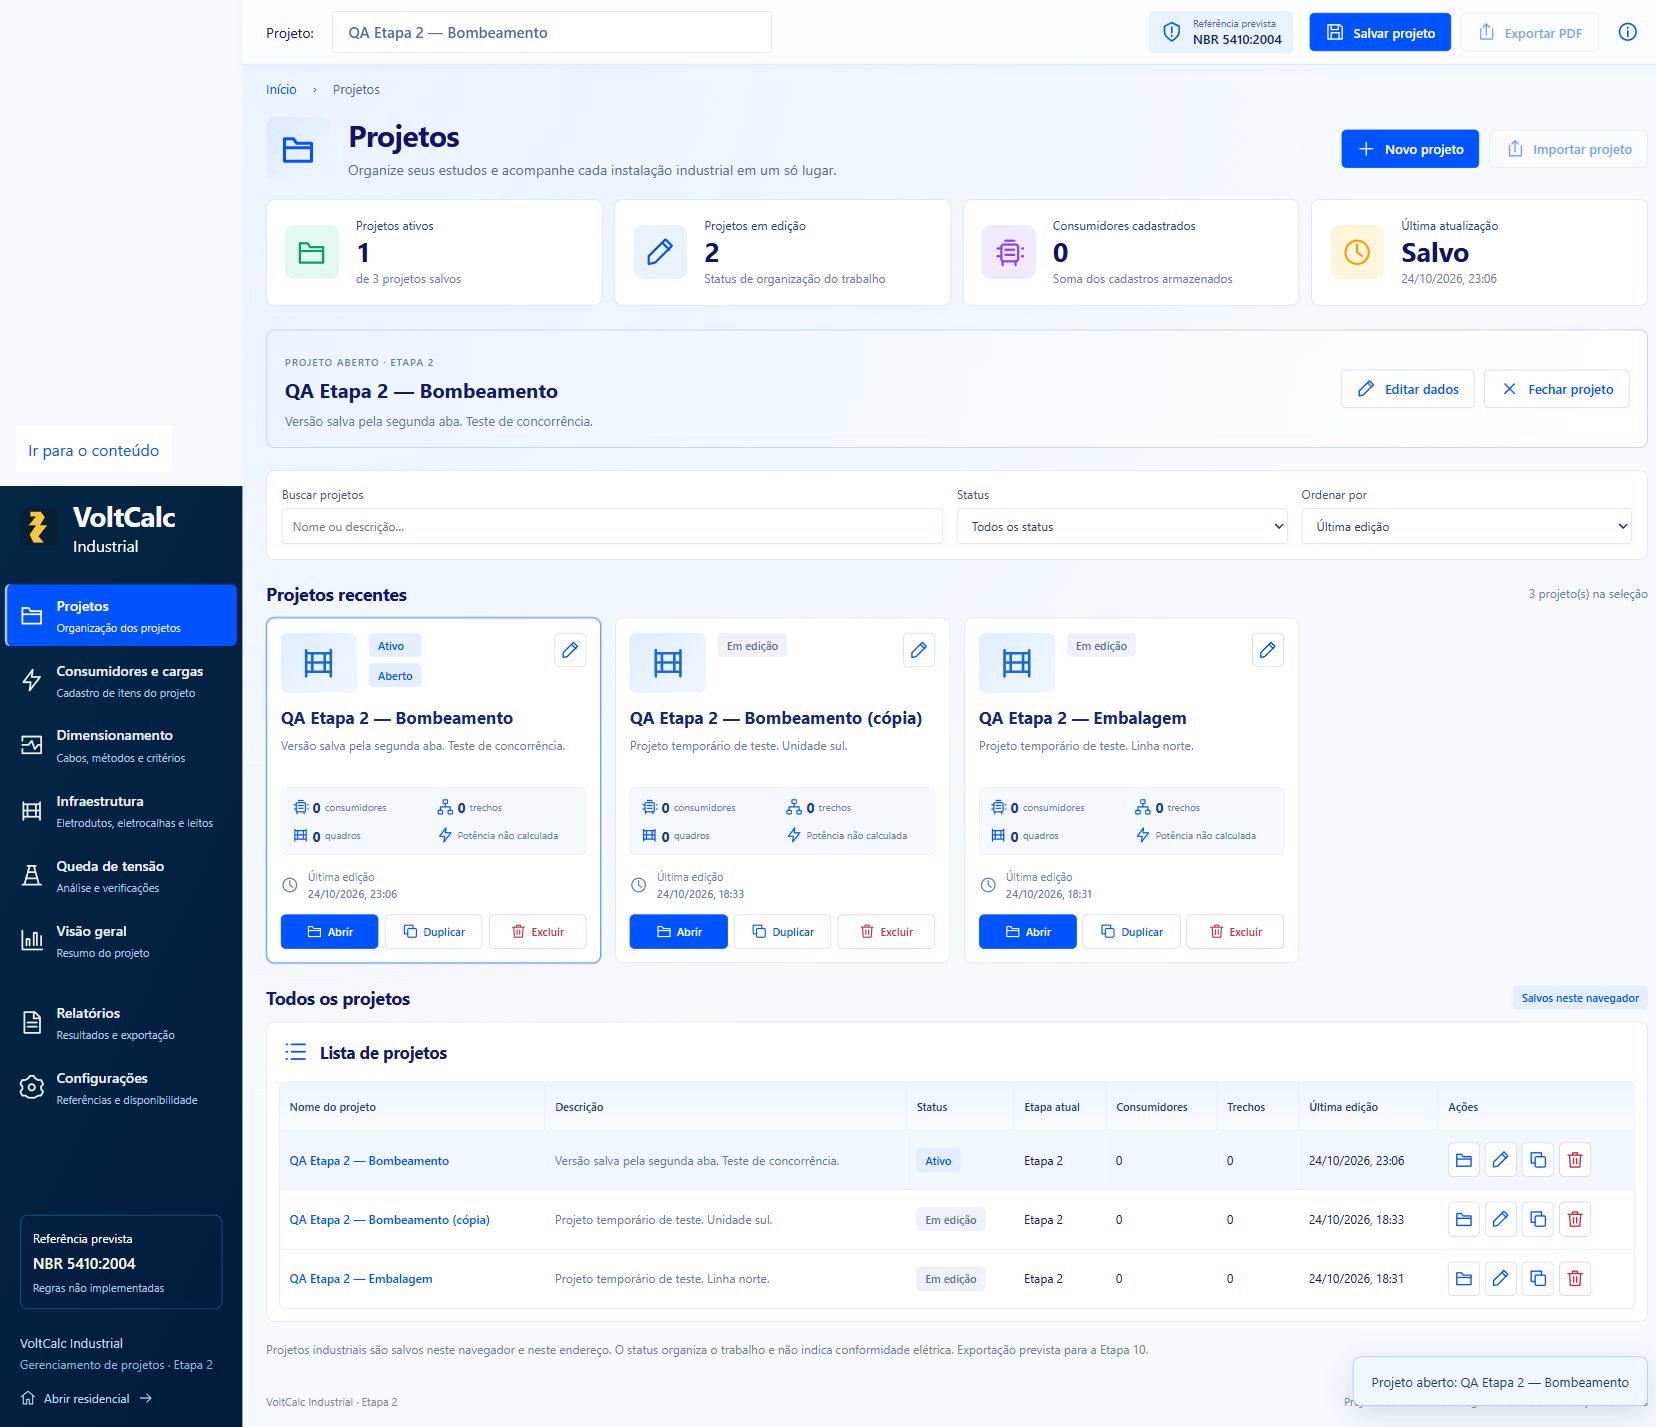 Projeto:
QA Etapa 2 — Bombeamento
Referência prevista
NBR 5410:2004
Salvar projeto
Exportar PDF
Início › Projetos
Projetos
Organize seus estudos e acompanhe cada instalação industrial em um só lugar.
Novo projeto
Importar projeto
Projetos ativos
1
de 3 projetos salvos
Projetos em edição
2
Status de organização do trabalho
Consumidores cadastrados
0
Soma dos cadastros armazenados
Última atualização
Salvo
24/10/2026, 23:06
PROJETO ABERTO · ETAPA 2
QA Etapa 2 — Bombeamento
Versão salva pela segunda aba. Teste de concorrência.
Editar dados
Fechar projeto
Ir para o conteúdo
VoltCalc
Industrial
Projetos
Organização dos projetos
Consumidores e cargas
Cadastro de itens do projeto
Dimensionamento
Cabos, métodos e critérios
Infraestrutura
Eletrodutos, eletrocalhas e leitos
Queda de tensão
Análise e verificações
Visão geral
Resumo do projeto
Relatórios
Resultados e exportação
Configurações
Referências e disponibilidade
Referência prevista
NBR 5410:2004
Regras não implementadas
VoltCalc Industrial
Gerenciamento de projetos · Etapa 2
Abrir residencial
Buscar projetos
Nome ou descrição...
Status
Todos os status
Ordenar por
Última edição
Projetos recentes
3 projeto(s) na seleção
Ativo
Aberto
QA Etapa 2 — Bombeamento
Versão salva pela segunda aba. Teste de concorrência.
0 consumidores
0 trechos
0 quadros
Potência não calculada
Última edição
24/10/2026, 23:06
Abrir
Duplicar
Excluir
Em edição
QA Etapa 2 — Bombeamento (cópia)
Projeto temporário de teste. Unidade sul.
0 consumidores
0 trechos
0 quadros
Potência não calculada
Última edição
24/10/2026, 18:33
Abrir
Duplicar
Excluir
Em edição
QA Etapa 2 — Embalagem
Projeto temporário de teste. Linha norte.
0 consumidores
0 trechos
0 quadros
Potência não calculada
Última edição
24/10/2026, 18:31
Abrir
Duplicar
Excluir
Todos os projetos
Salvos neste navegador
Lista de projetos
Nome do projeto Descrição Status Etapa atual Consumidores Trechos Última edição Ações
QA Etapa 2 — Bombeamento Versão salva pela segunda aba. Teste de concorrência. Ativo Etapa 2 0 0 24/10/2026, 23:06
QA Etapa 2 — Bombeamento (cópia) Projeto temporário de teste. Unidade sul. Em edição Etapa 2 0 0 24/10/2026, 18:33
QA Etapa 2 — Embalagem Projeto temporário de teste. Linha norte. Em edição Etapa 2 0 0 24/10/2026, 18:31
Projetos industriais são salvos neste navegador e neste endereço. O status organiza o trabalho e não indica conformidade elétrica. Exportação prevista para a Etapa 10.
VoltCalc Industrial · Etapa 2
Projeto aberto: QA Etapa 2 — Bombeamento